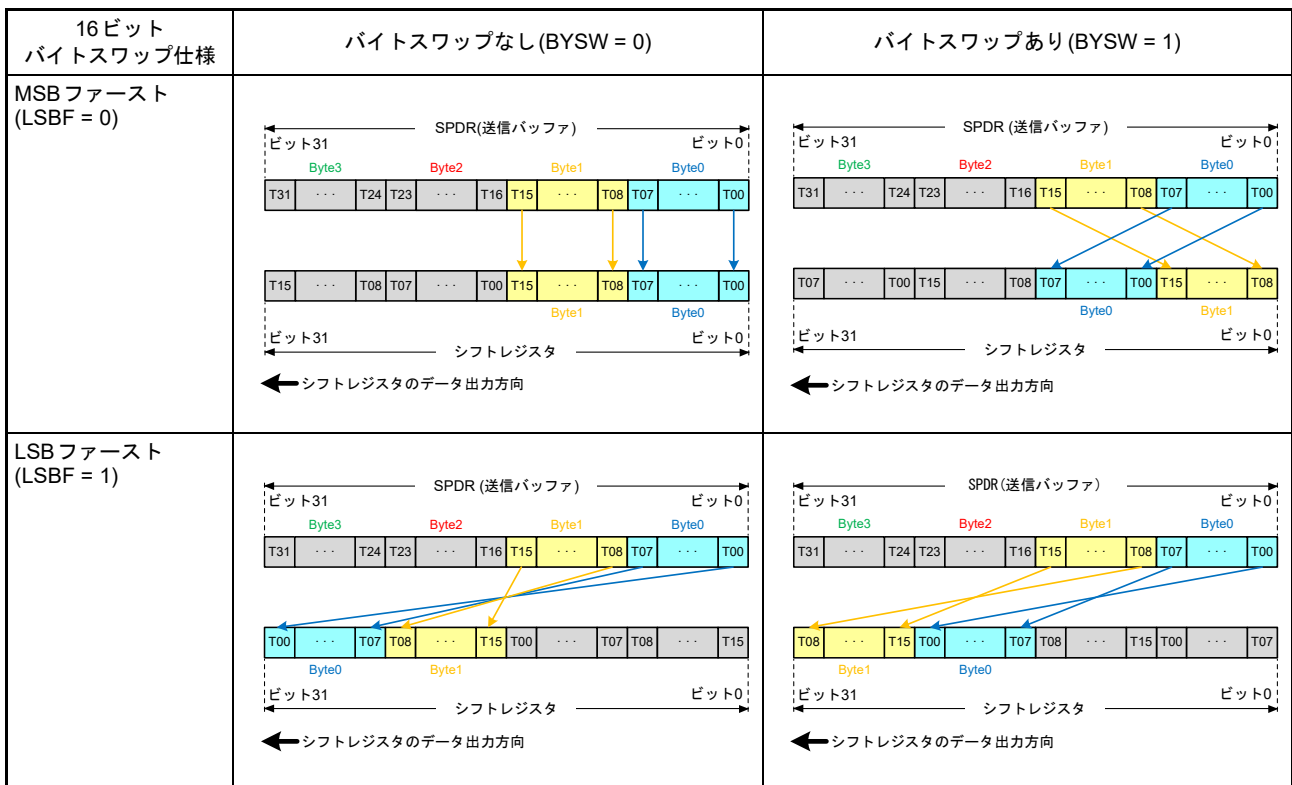 16ビット
バイトスワップ仕様
バイトスワップなし(BYSW = 0)
バイトスワップあり(BYSW = 1)
MSBファースト
(LSBF = 0)
SPDR(送信バッファ)
ビット31 ビット0
Byte3 Byte2 Byte1 Byte0
T31 ··· T24 T23 ··· T16 T15 ··· T08 T07 ··· T00
T15 ··· T08 T07 ··· T00 T15 ··· T08 T07 ··· T00
Byte1 Byte0
ビット31 ビット0
シフトレジスタ
シフトレジスタのデータ出力方向
SPDR (送信バッファ)
ビット31 ビット0
Byte3 Byte2 Byte1 Byte0
T31 ··· T24 T23 ··· T16 T15 ··· T08 T07 ··· T00
T07 ··· T00 T15 ··· T08 T07 ··· T00 T15 ··· T08
Byte0 Byte1
ビット31 ビット0
シフトレジスタ
シフトレジスタのデータ出力方向
LSBファースト
(LSBF = 1)
SPDR (送信バッファ)
ビット31 ビット0
Byte3 Byte2 Byte1 Byte0
T31 ··· T24 T23 ··· T16 T15 ··· T08 T07 ··· T00
T00 ··· T07 T08 ··· T15 T00 ··· T07 T08 ··· T15
Byte0 Byte1
ビット31 ビット0
シフトレジスタ
シフトレジスタのデータ出力方向
SPDR(送信バッファ)
ビット31 ビット0
Byte3 Byte2 Byte1 Byte0
T31 ··· T24 T23 ··· T16 T15 ··· T08 T07 ··· T00
T08 ··· T15 T00 ··· T07 T08 ··· T15 T00 ··· T07
Byte1 Byte0
ビット31 ビット0
シフトレジスタ
シフトレジスタのデータ出力方向